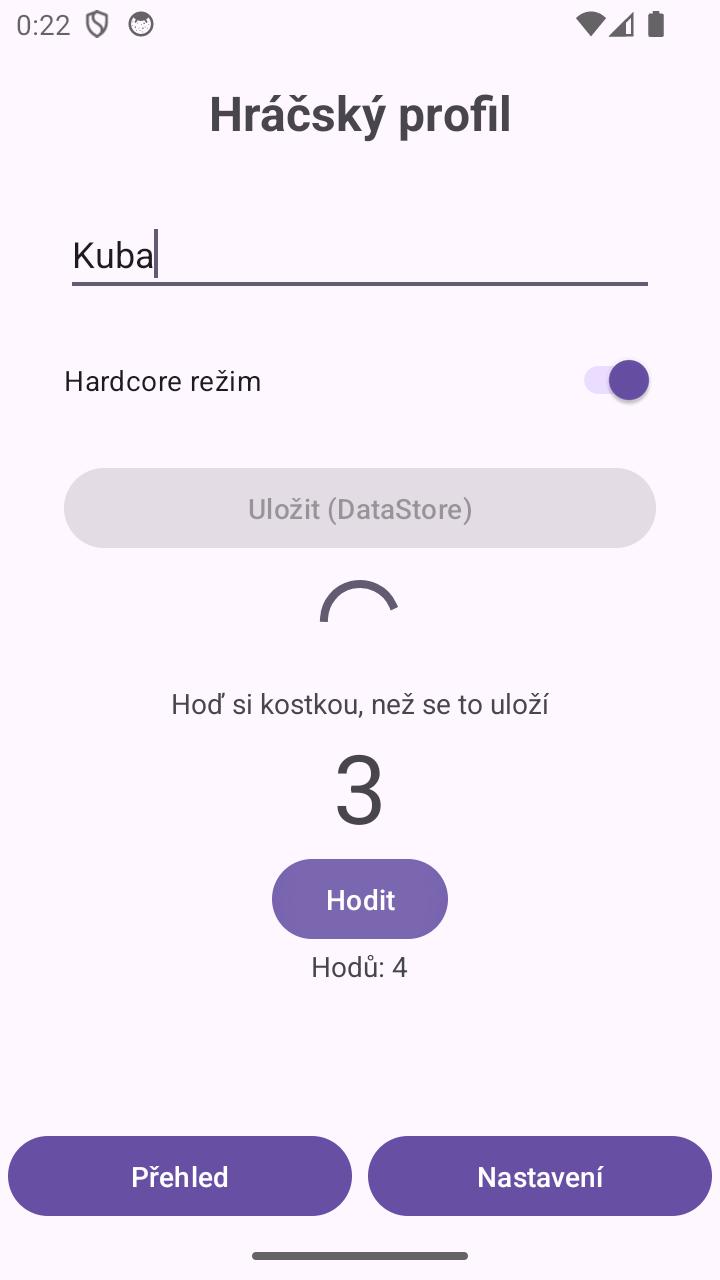 0:22
Hráčský profil
Kuba
Hardcore režim
Uložit (DataStore)
Hoď si kostkou, než se to uloží
3
Hodit
Hodů: 4
Přehled
Nastavení